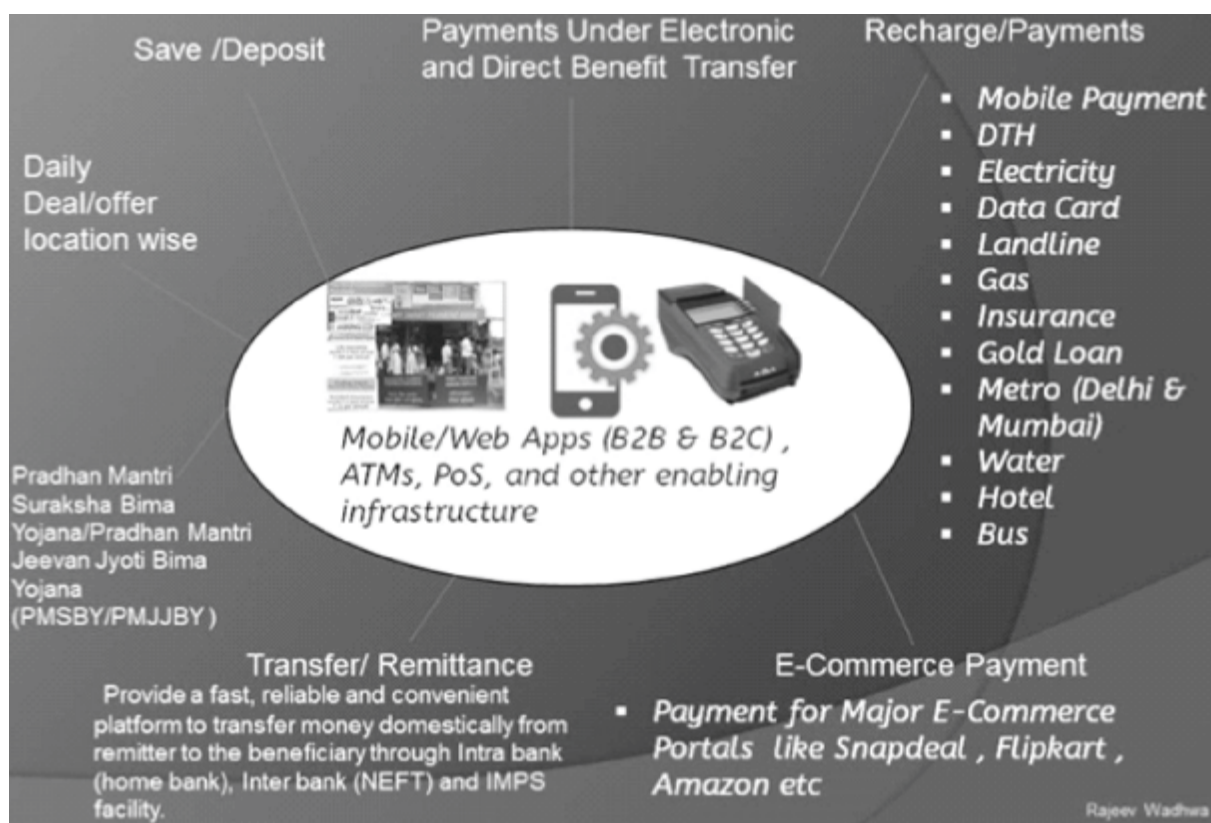 Save /Deposit
Payments Under Electronic
and Direct Benefit Transfer
Recharge/Payments
▪ Mobile Payment
▪ DTH
▪ Electricity
▪ Data Card
▪ Landline
▪ Gas
▪ Insurance
▪ Gold Loan
▪ Metro (Delhi &
Mumbai)
▪ Water
▪ Hotel
▪ Bus
Daily
Deal/offer
location wise
Mobile/Web Apps (B2B & B2C) ,
ATMs, PoS, and other enabling
infrastructure
Pradhan Mantri
Suraksha Bima
Yojana/Pradhan Mantri
Jeevan Jyoti Bima
Yojana
(PMSBY/PMJJBY )
Transfer/ Remittance
Provide a fast, reliable and convenient
platform to transfer money domestically from
remitter to the beneficiary through Intra bank
(home bank), Inter bank (NEFT) and IMPS
facility.
E-Commerce Payment
▪ Payment for Major E-Commerce
Portals like Snapdeal , Flipkart ,
Amazon etc
Rajeev Wadhwa